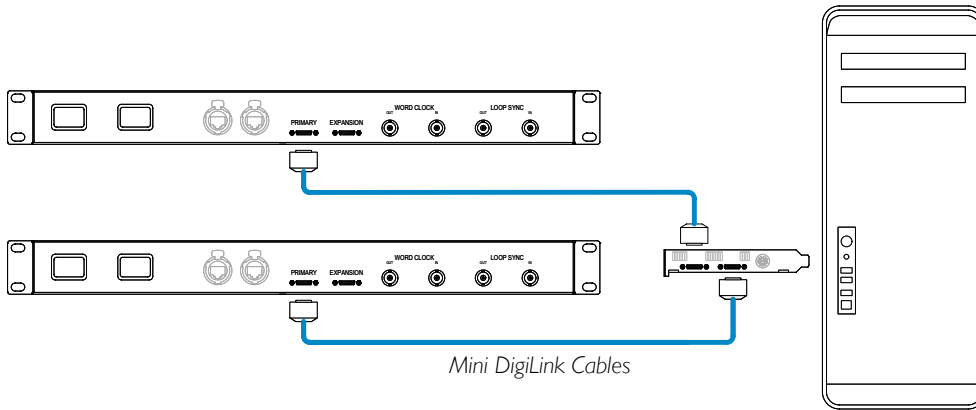 WORD CLOCK LOOP SYNC
OUT IN OUT IN
PRIMARY EXPANSION
WORD CLOCK LOOP SYNC
OUT IN OUT IN
PRIMARY EXPANSION
Mini DigiLink Cables